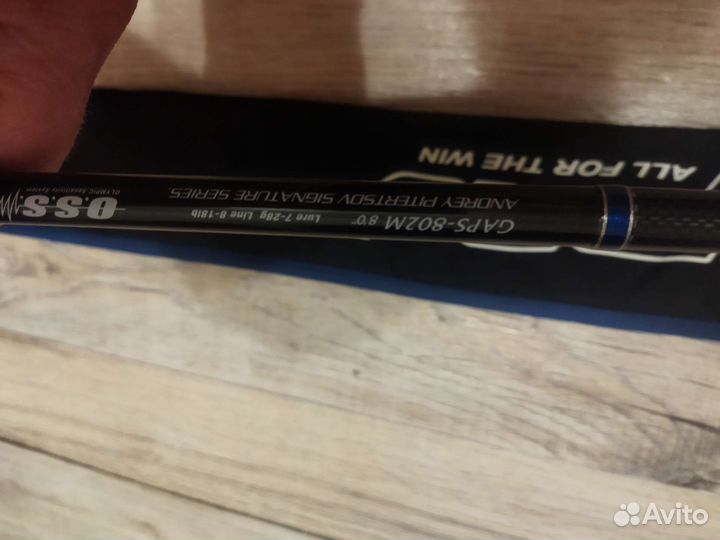 ALL FOR THE WIN
GAPS-802M 8'0"
Lure 7-28g Line 8-18lb
ANDREY PITERTSOV SIGNATURE SERIES
O.S.S
OLYMPIC Sensitivity System
Avito